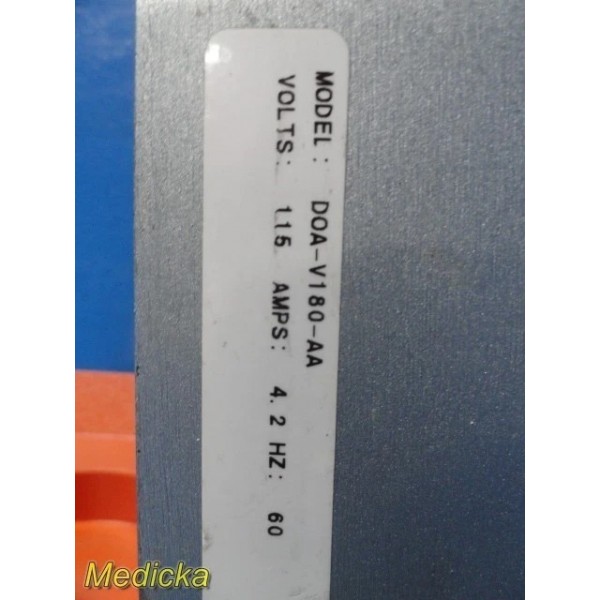 MODEL: DOA-V180-AA
VOLTS: 115 AMPS: 4.2 HZ: 60
Medicka